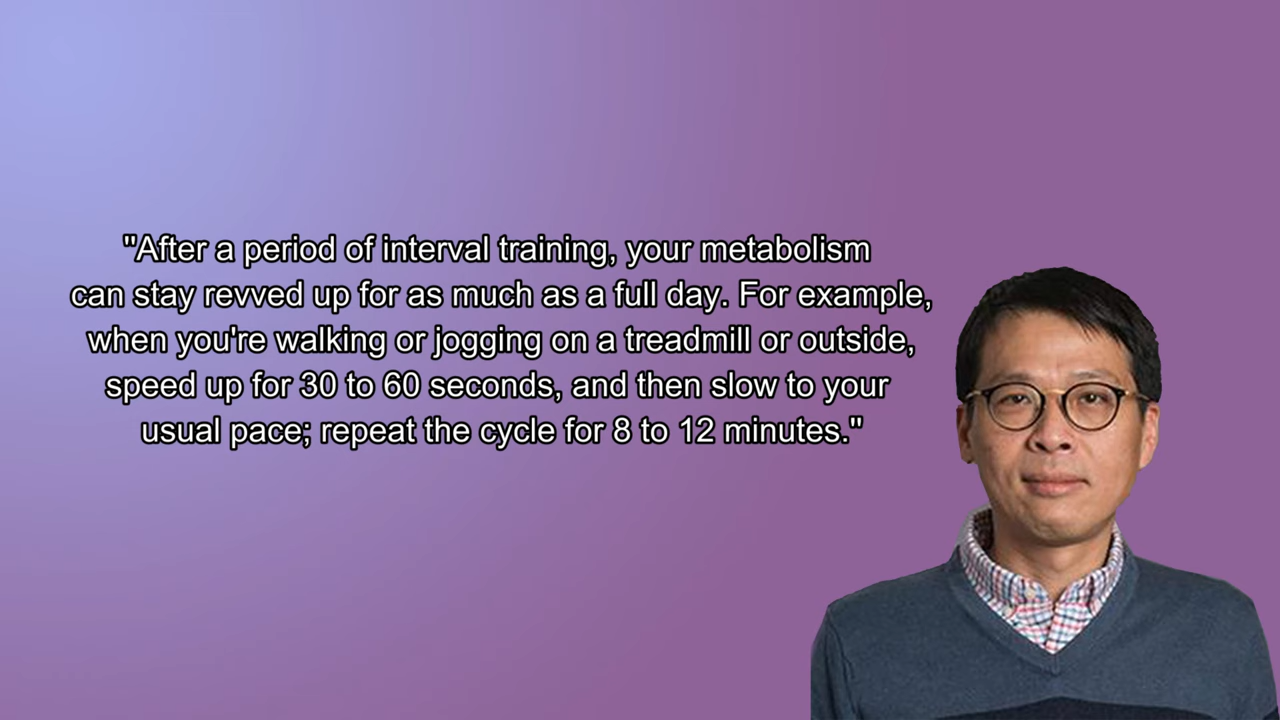 "After a period of interval training, your metabolism
can stay revved up for as much as a full day. For example,
when you're walking or jogging on a treadmill or outside,
speed up for 30 to 60 seconds, and then slow to your
usual pace; repeat the cycle for 8 to 12 minutes."